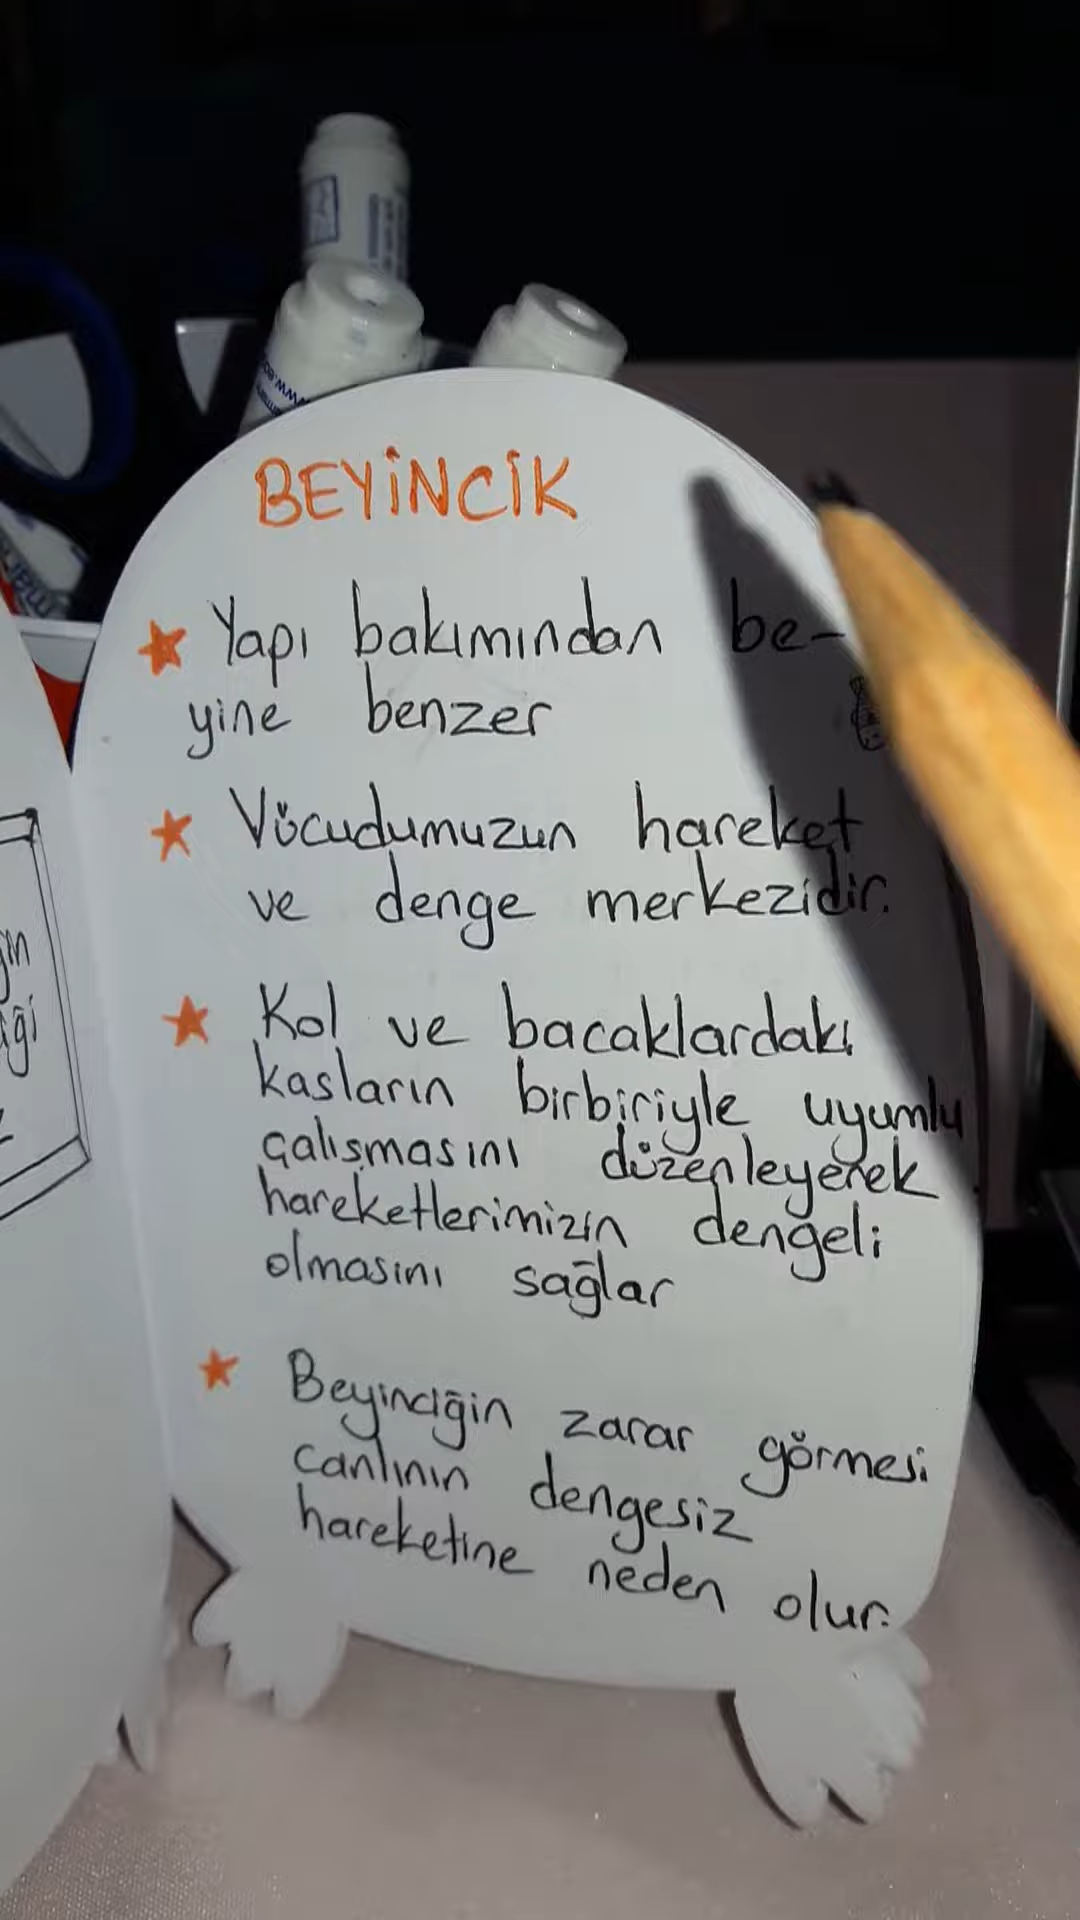 BEYİNCİK
Yapı bakımından be-
yine benzer
Vücudumuzun hareket
ve denge merkezidir.
Kol ve bacaklardaki
kasların birbiriyle uyumlu
çalışmasını düzenleyerek
hareketlerimizin dengeli
olmasını sağlar
Beyinciğin zarar görmesi
canlının dengesiz
hareketine neden olur.